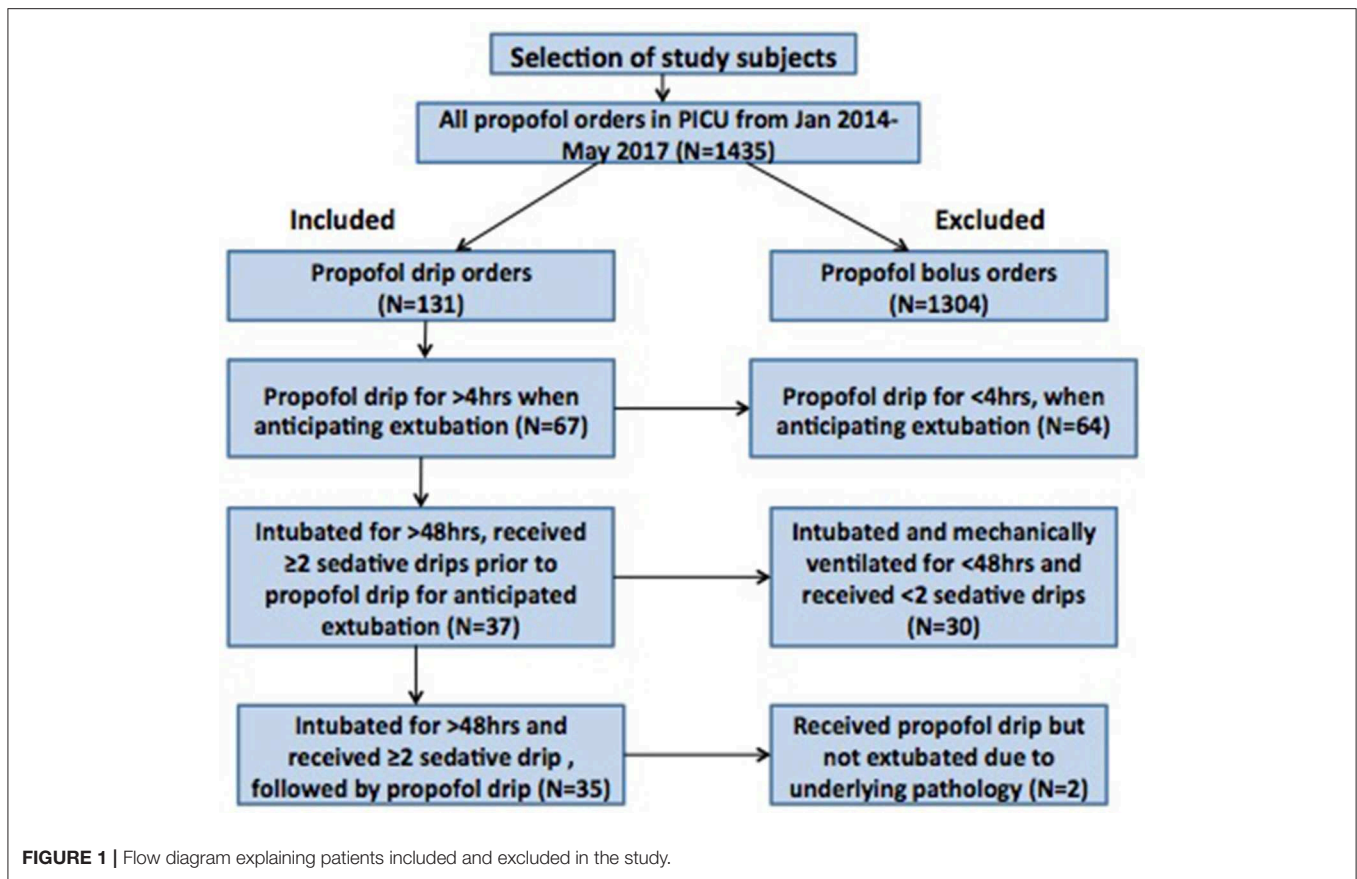 Selection of study subjects
All propofol orders in PICU from Jan 2014-
May 2017 (N=1435)
Included
Excluded
Propofol drip orders
(N=131)
Propofol bolus orders
(N=1304)
Propofol drip for >4hrs when
anticipating extubation (N=67)
Propofol drip for <4hrs, when
anticipating extubation (N=64)
Intubated for >48hrs, received
≥2 sedative drips prior to
propofol drip for anticipated
extubation (N=37)
Intubated and mechanically
ventilated for <48hrs and
received <2 sedative drips
(N=30)
Intubated for >48hrs and
received ≥2 sedative drip ,
followed by propofol drip (N=35)
Received propofol drip but
not extubated due to
underlying pathology (N=2)
FIGURE 1 | Flow diagram explaining patients included and excluded in the study.